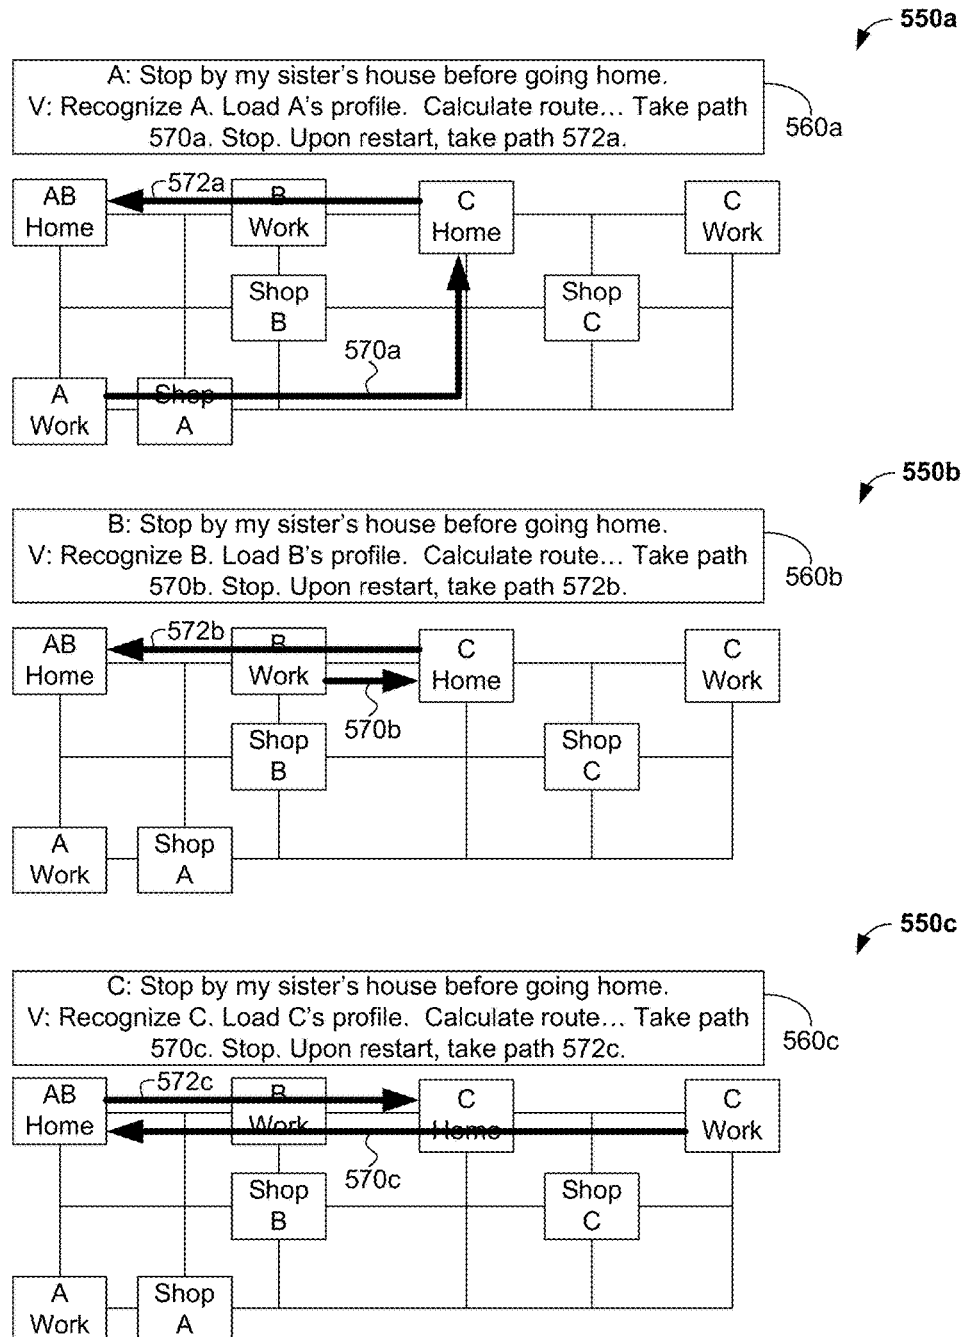 550a
A: Stop by my sister's house before going home.
V: Recognize A. Load A's profile. Calculate route... Take path
570a. Stop. Upon restart, take path 572a.
560a
AB
Home
572a
B
Work
C
Home
C
Work
Shop
B
Shop
C
570a
A
Work
Shop
A
550b
B: Stop by my sister's house before going home.
V: Recognize B. Load B's profile. Calculate route... Take path
570b. Stop. Upon restart, take path 572b.
560b
AB
Home
572b
B
Work
C
Home
C
Work
570b
Shop
B
Shop
C
A
Work
Shop
A
550c
C: Stop by my sister's house before going home.
V: Recognize C. Load C's profile. Calculate route... Take path
570c. Stop. Upon restart, take path 572c.
560c
AB
Home
572c
B
Work
C
Home
C
Work
570c
Shop
B
Shop
C
A
Work
Shop
A